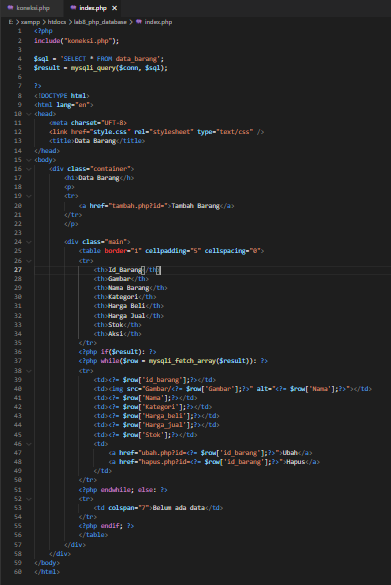 koneksi.php
index.php
E: > xampp > htdocs > lab8_php_database > index.php
1 <?php
2 include("koneksi.php");
3
4 $sql = 'SELECT * FROM data_barang';
5 $result = mysqli_query($conn, $sql);
6
7 ?>
8 <!DOCTYPE html>
9 <html lang="en">
10 <head>
11 <meta charset="UFT-8>
12 <link href="style.css" rel="stylesheet" type="text/css" />
13 <title>Data Barang</title>
14 </head>
15 <body>
16 <div class="container">
17 <h1>Data Barang</h>
18 <p>
19 <tr>
20 <a href="tambah.php?id=">Tambah Barang</a>
21 </tr>
22 </p>
23
24 <div class="main">
25 <table border="1" cellpadding="5" cellspacing="0">
26 <tr>
27 <th>Id_Barang</th>
28 <th>Gambar</th>
29 <th>Nama Barang</th>
30 <th>Kategori</th>
31 <th>Harga Beli</th>
32 <th>Harga Jual</th>
33 <th>Stok</th>
34 <th>Aksi</th>
35 </tr>
36 <?php if($result): ?>
37 <?php while($row = mysqli_fetch_array($result)): ?>
38 <tr>
39 <td><?= $row['id_barang'];?></td>
40 <td><img src="Gambar/<?= $row['Gambar'];?>" alt="<?= $row['Nama'];?>"></td>
41 <td><?= $row['Nama'];?></td>
42 <td><?= $row['Kategori'];?></td>
43 <td><?= $row['Harga_beli'];?></td>
44 <td><?= $row['Harga_jual'];?></td>
45 <td><?= $row['Stok'];?></td>
46 <td>
47 <a href="ubah.php?id=<?= $row['id_barang'];?>">Ubah</a>
48 <a href="hapus.php?id=<?= $row['id_barang'];?>">Hapus</a>
49 </td>
50 </tr>
51 <?php endwhile; else: ?>
52 <tr>
53 <td colspan="7">Belum ada data</td>
54 </tr>
55 <?php endif; ?>
56 </table>
57 </div>
58 </div>
59 </body>
60 </html>